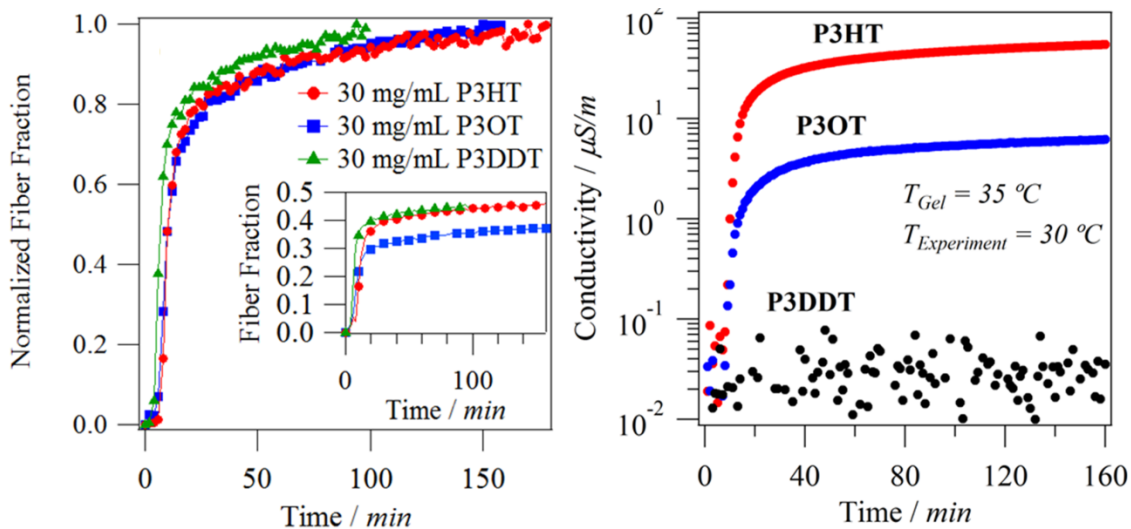 Normalized Fiber Fraction
1.0
0.8
0.6
0.4
0.2
0.0
0
50
100
150
Time / min
30 mg/mL P3HT
30 mg/mL P3OT
30 mg/mL P3DDT
Fiber Fraction
0.5
0.4
0.3
0.2
0.1
0.0
0
100
Time / min
Conductivity / μS/m
10²
10¹
10⁰
10⁻¹
10⁻²
0
40
80
120
160
Time / min
P3HT
P3OT
T_Gel = 35 ºC
T_Experiment = 30 ºC
P3DDT